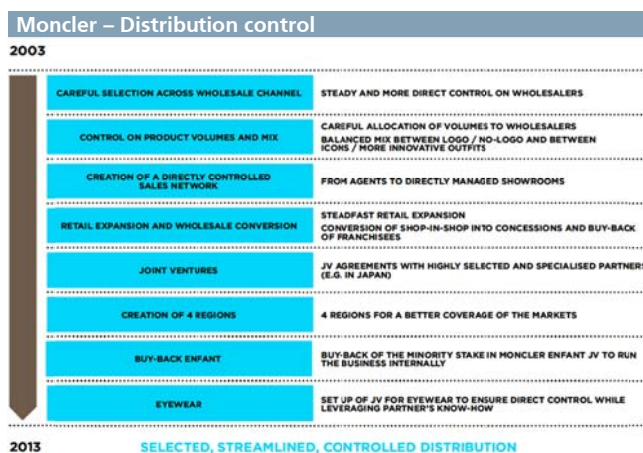 Moncler – Distribution control
2003
CAREFUL SELECTION ACROSS WHOLESALE CHANNEL
STEADY AND MORE DIRECT CONTROL ON WHOLESALERS
CONTROL ON PRODUCT VOLUMES AND MIX
CAREFUL ALLOCATION OF VOLUMES TO WHOLESALERS
BALANCED MIX BETWEEN LOGO / NO-LOGO AND BETWEEN
ICONS / MORE INNOVATIVE OUTFITS
CREATION OF A DIRECTLY CONTROLLED
SALES NETWORK
FROM AGENTS TO DIRECTLY MANAGED SHOWROOMS
RETAIL EXPANSION AND WHOLESALE CONVERSION
STEADFAST RETAIL EXPANSION
CONVERSION OF SHOP-IN-SHOP INTO CONCESSIONS AND BUY-BACK
OF FRANCHISEES
JOINT VENTURES
JV AGREEMENTS WITH HIGHLY SELECTED AND SPECIALISED PARTNERS
(E.G. IN JAPAN)
CREATION OF 4 REGIONS
4 REGIONS FOR A BETTER COVERAGE OF THE MARKETS
BUY-BACK ENFANT
BUY-BACK OF THE MINORITY STAKE IN MONCLER ENFANT JV TO RUN
THE BUSINESS INTERNALLY
EYEWEAR
SET UP OF JV FOR EYEWEAR TO ENSURE DIRECT CONTROL WHILE
LEVERAGING PARTNER'S KNOW-HOW
2013
SELECTED, STREAMLINED, CONTROLLED DISTRIBUTION